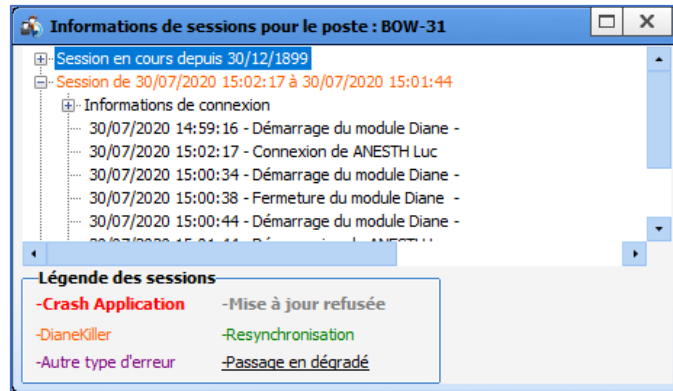 Informations de sessions pour le poste : BOW-31
Session en cours depuis 30/12/1899
Session de 30/07/2020 15:02:17 à 30/07/2020 15:01:44
Informations de connexion
30/07/2020 14:59:16 - Démarrage du module Diane -
30/07/2020 15:02:17 - Connexion de ANESTH Luc
30/07/2020 15:00:34 - Démarrage du module Diane -
30/07/2020 15:00:38 - Fermeture du module Diane -
30/07/2020 15:00:44 - Démarrage du module Diane -
Légende des sessions
-Crash Application -Mise à jour refusée
-DianeKiller -Resynchronisation
-Autre type d'erreur -Passage en dégradé